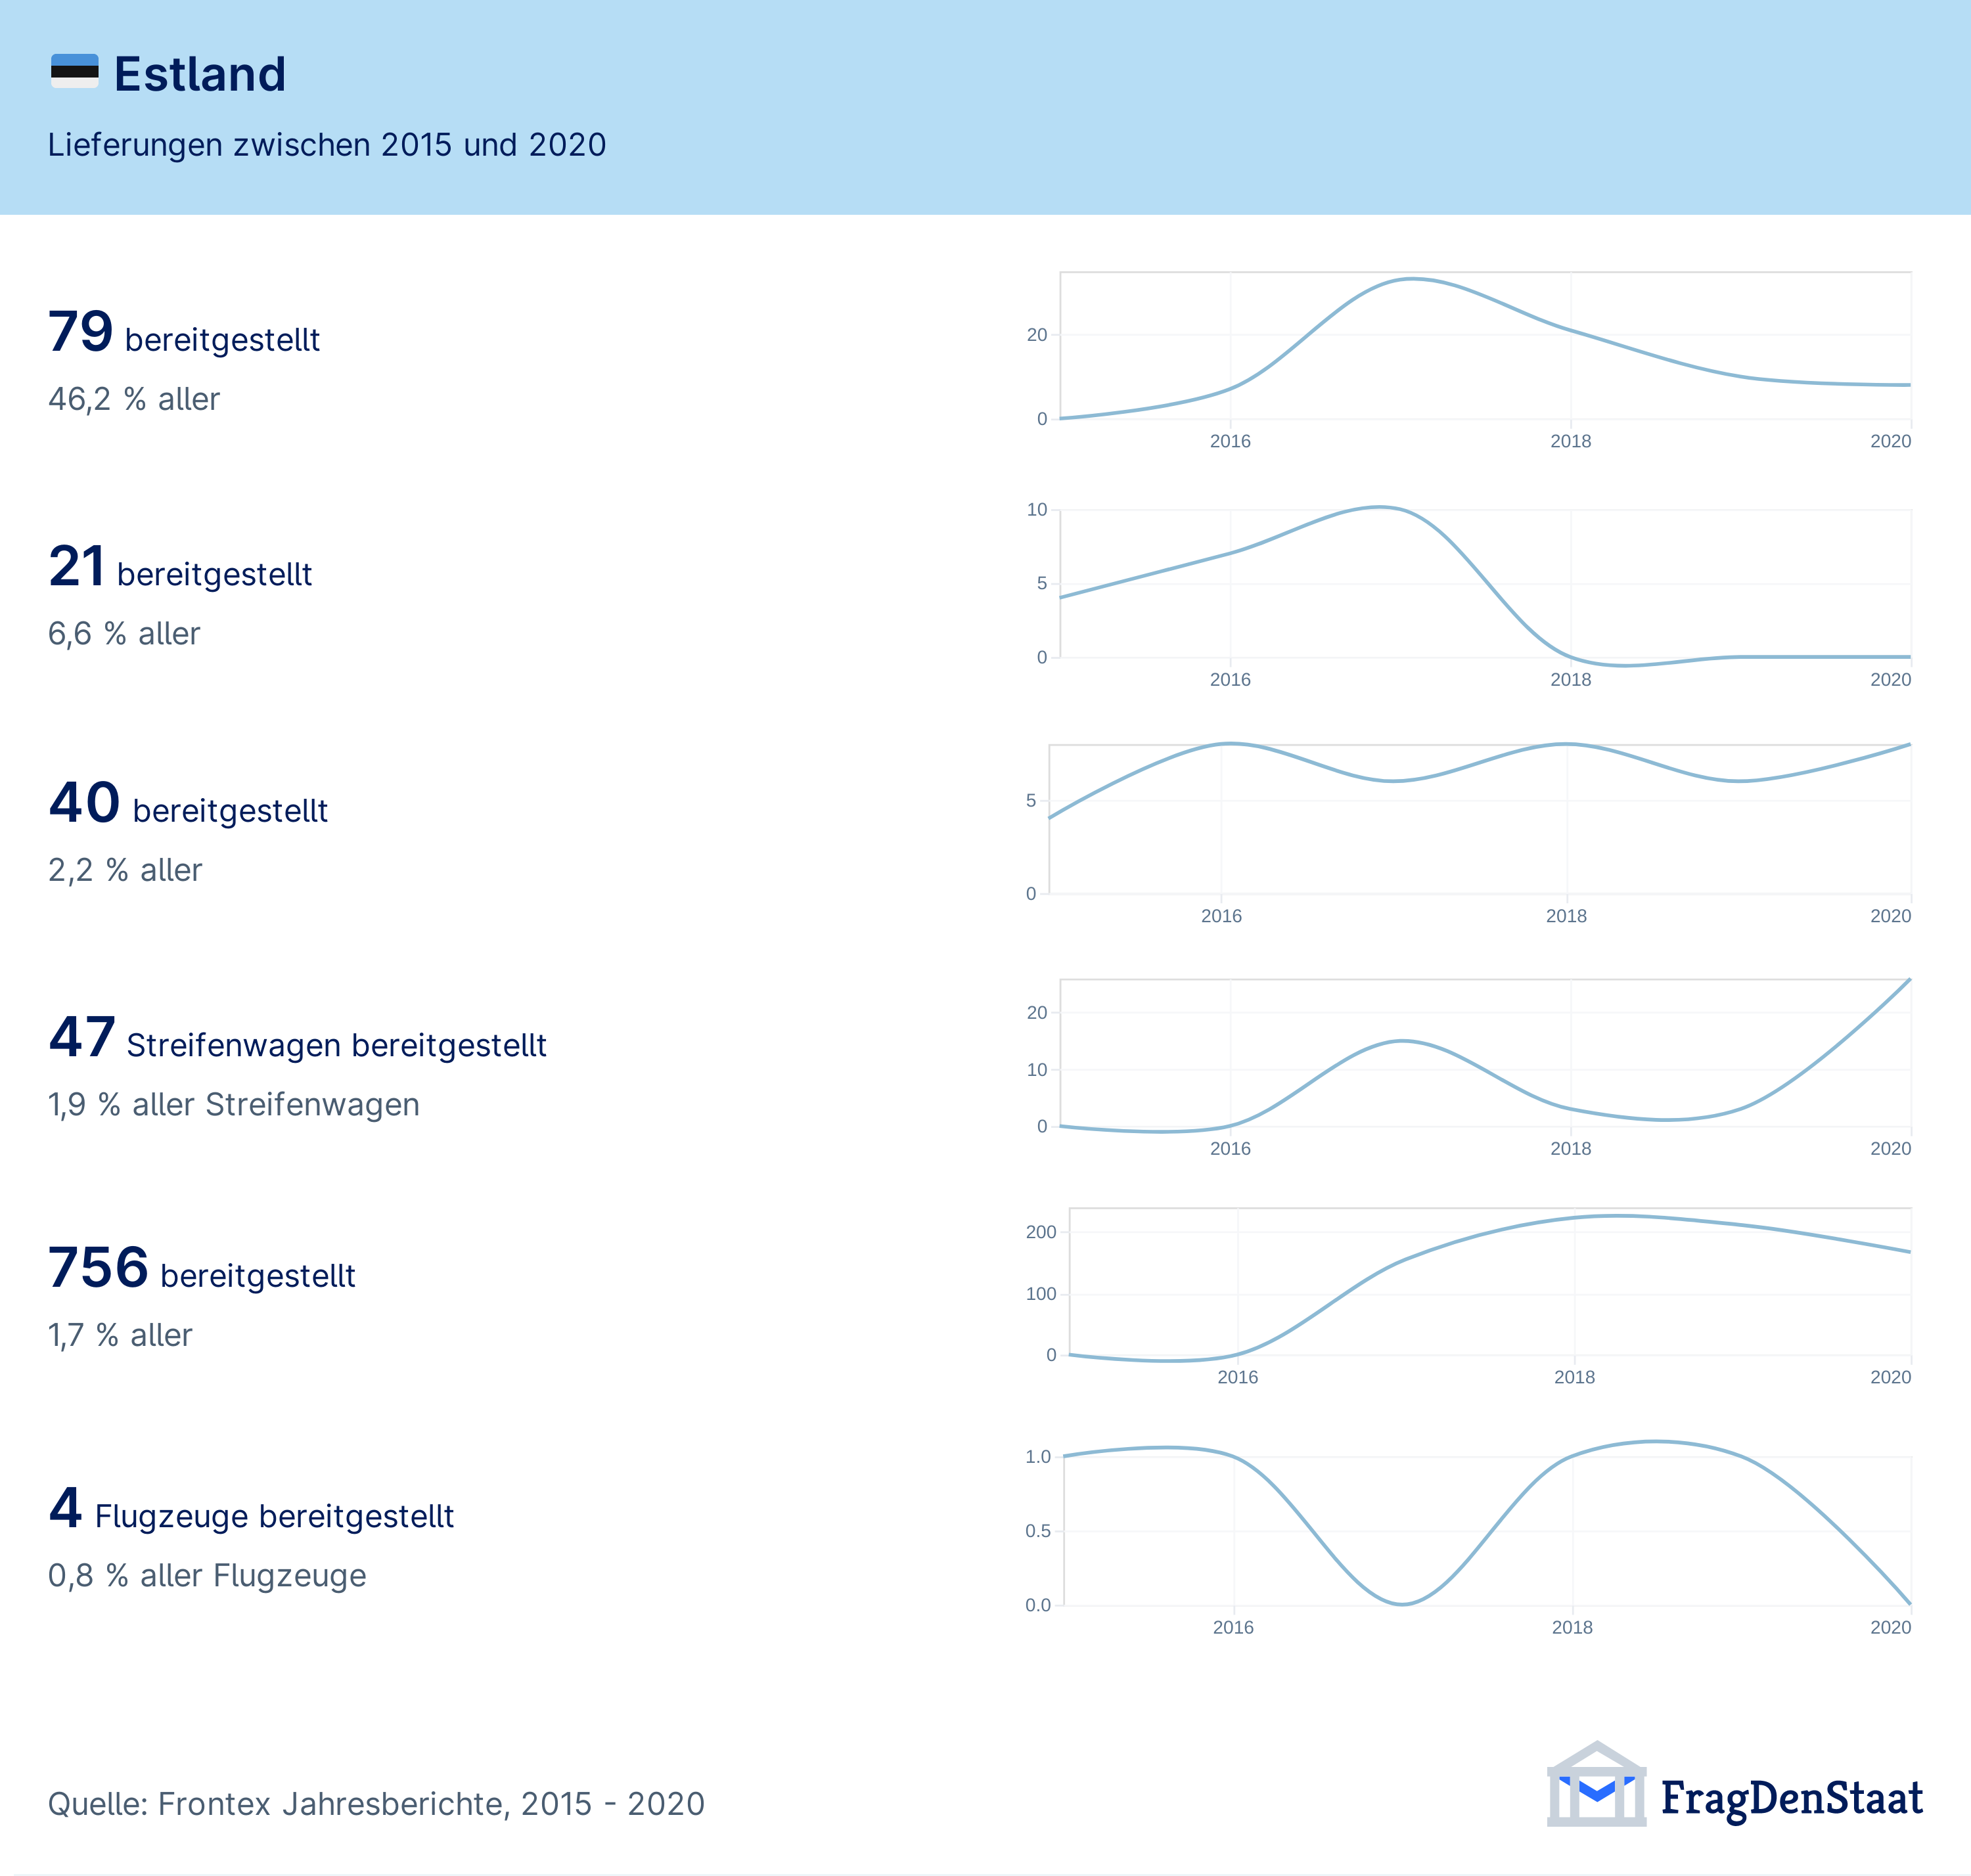 Estland
Lieferungen zwischen 2015 und 2020
79 bereitgestellt
46,2 % aller
20
0
2016 2018 2020
21 bereitgestellt
6,6 % aller
10
5
0
2016 2018 2020
40 bereitgestellt
2,2 % aller
5
0
2016 2018 2020
47 Streifenwagen bereitgestellt
1,9 % aller Streifenwagen
20
10
0
2016 2018 2020
756 bereitgestellt
1,7 % aller
200
100
0
2016 2018 2020
4 Flugzeuge bereitgestellt
0,8 % aller Flugzeuge
1.0
0.5
0.0
2016 2018 2020
Quelle: Frontex Jahresberichte, 2015 - 2020
FragDenStaat